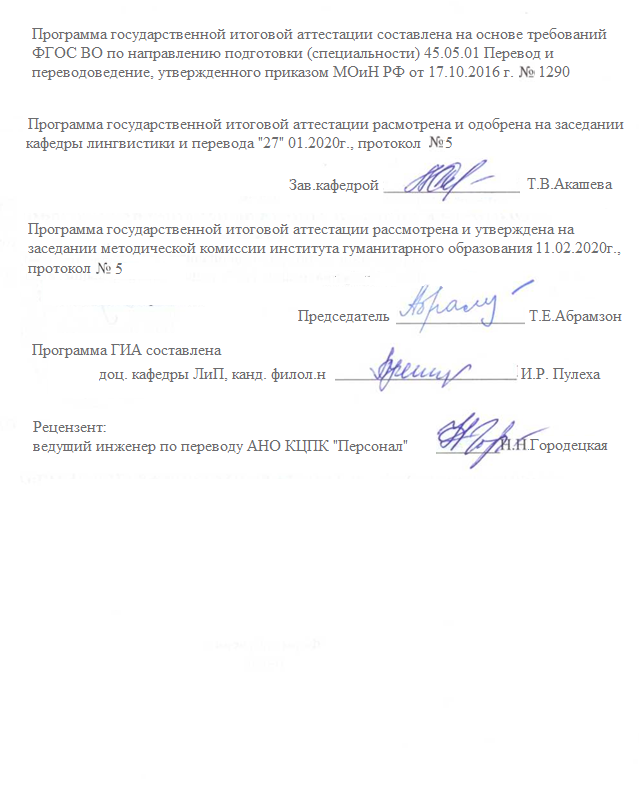 Программа государственной итоговой аттестации составлена на основе требований
ФГОС ВО по направлению подготовки (специальности) 45.05.01 Перевод и
переводоведение, утвержденного приказом МОиН РФ от 17.10.2016 г. № 1290
Программа государственной итоговой аттестации расмотрена и одобрена на заседании
кафедры лингвистики и перевода "27" 01.2020г., протокол №5
Зав.кафедрой Т.В.Акашева
Программа государственной итоговой аттестации рассмотрена и утверждена на
заседании методической комиссии института гуманитарного образования 11.02.2020г.,
протокол № 5
Председатель Т.Е.Абрамзон
Программа ГИА составлена
доц. кафедры ЛиП, канд. филол.н И.Р. Пулеха
Рецензент:
ведущий инженер по переводу АНО КЦПК "Персонал" Н.Н.Городецкая